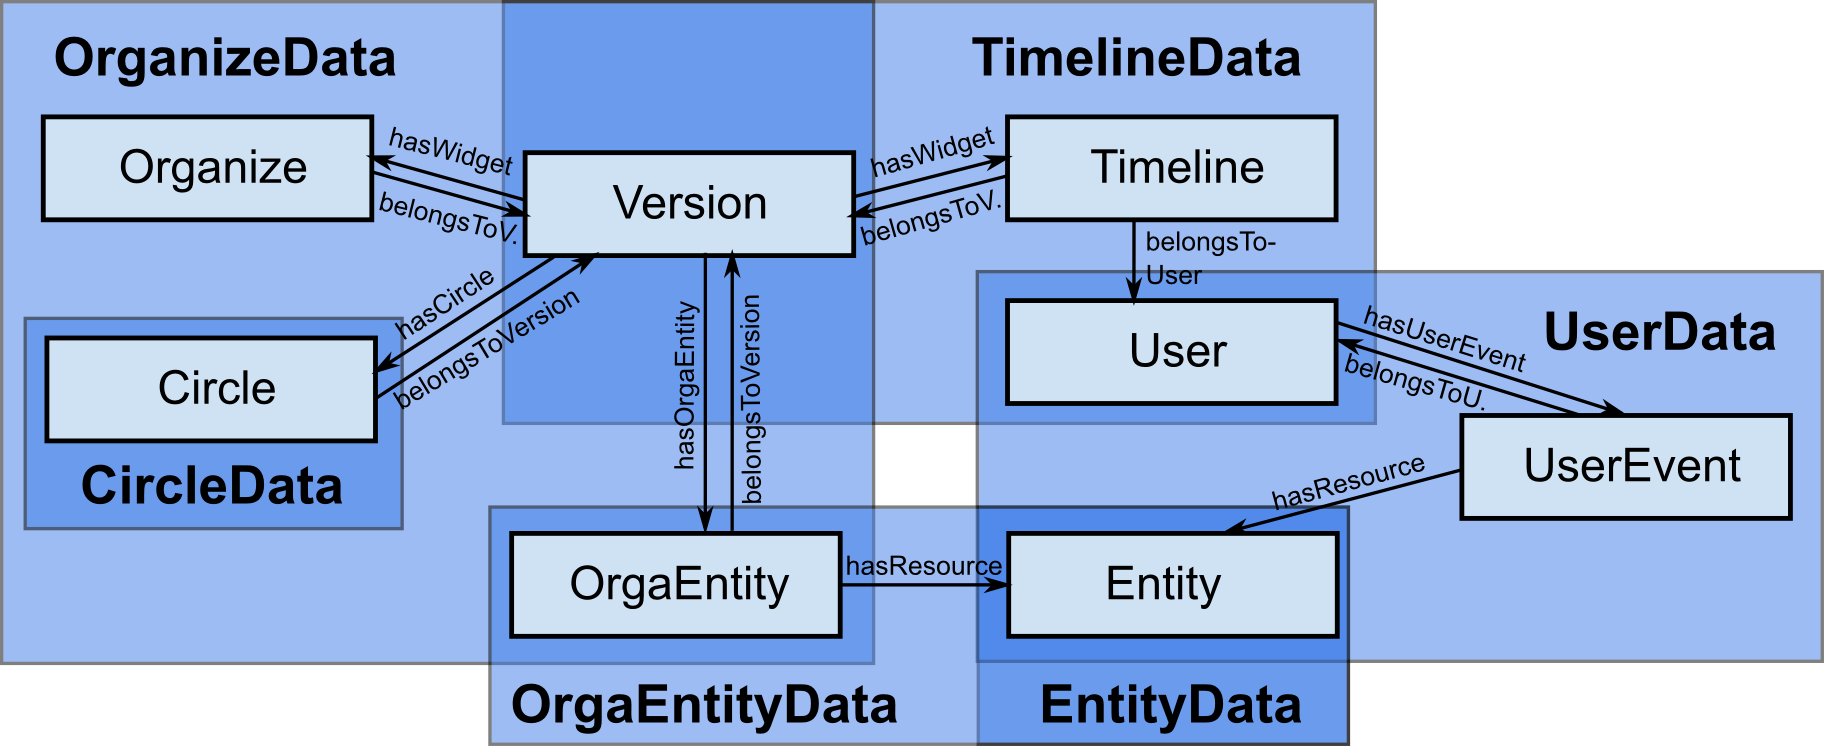 OrganizeData
TimelineData
Organize
hasWidget
belongsToV.
Version
hasWidget
belongsToV.
Timeline
belongsTo-
User
hasCircle
belongsToVersion
hasOrgaEntity
belongsToVersion
Circle
CircleData
User
hasUserEvent
belongsToU.
UserData
UserEvent
hasResource
OrgaEntity
hasResource
Entity
OrgaEntityData
EntityData